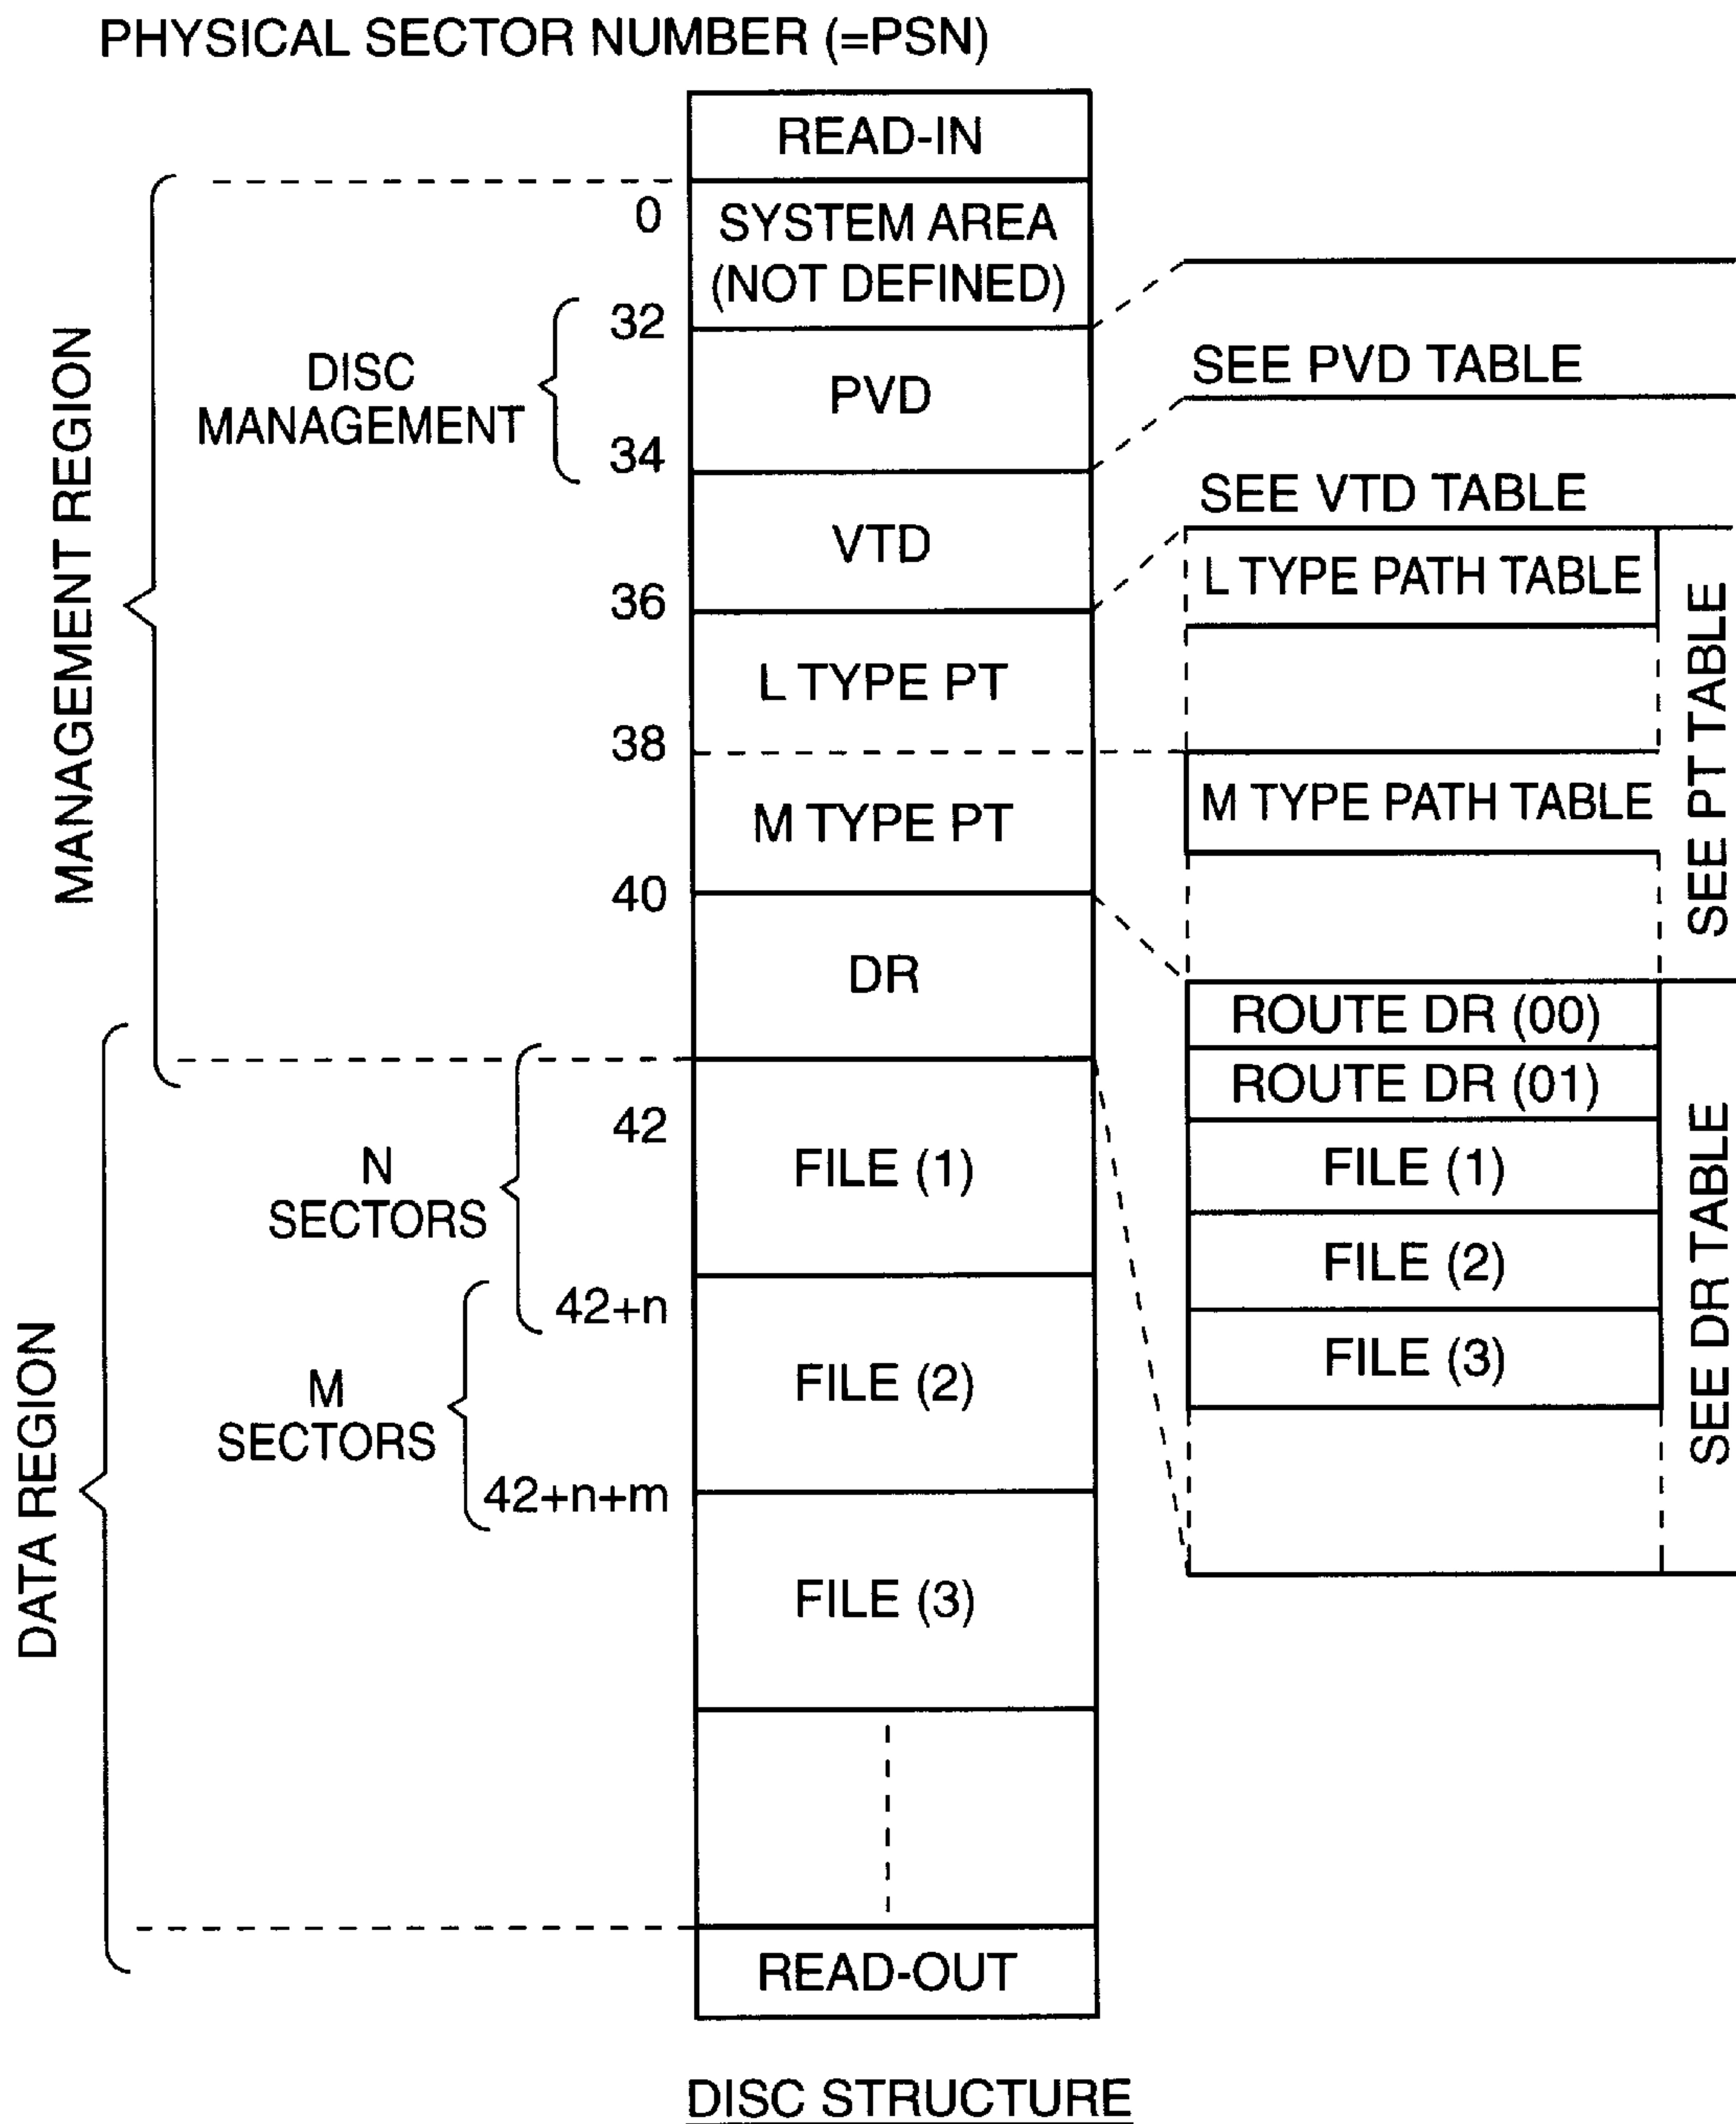 PHYSICAL SECTOR NUMBER (=PSN)
READ-IN
0
SYSTEM AREA
(NOT DEFINED)
32
DISC
MANAGEMENT
PVD
SEE PVD TABLE
34
VTD
SEE VTD TABLE
36
L TYPE PT
L TYPE PATH TABLE
38
M TYPE PT
M TYPE PATH TABLE
SEE PT TABLE
40
DR
MANAGEMENT REGION
ROUTE DR (00)
ROUTE DR (01)
FILE (1)
FILE (2)
FILE (3)
SEE DR TABLE
42
N
SECTORS
FILE (1)
42+n
M
SECTORS
FILE (2)
42+n+m
FILE (3)
DATA REGION
READ-OUT
DISC STRUCTURE